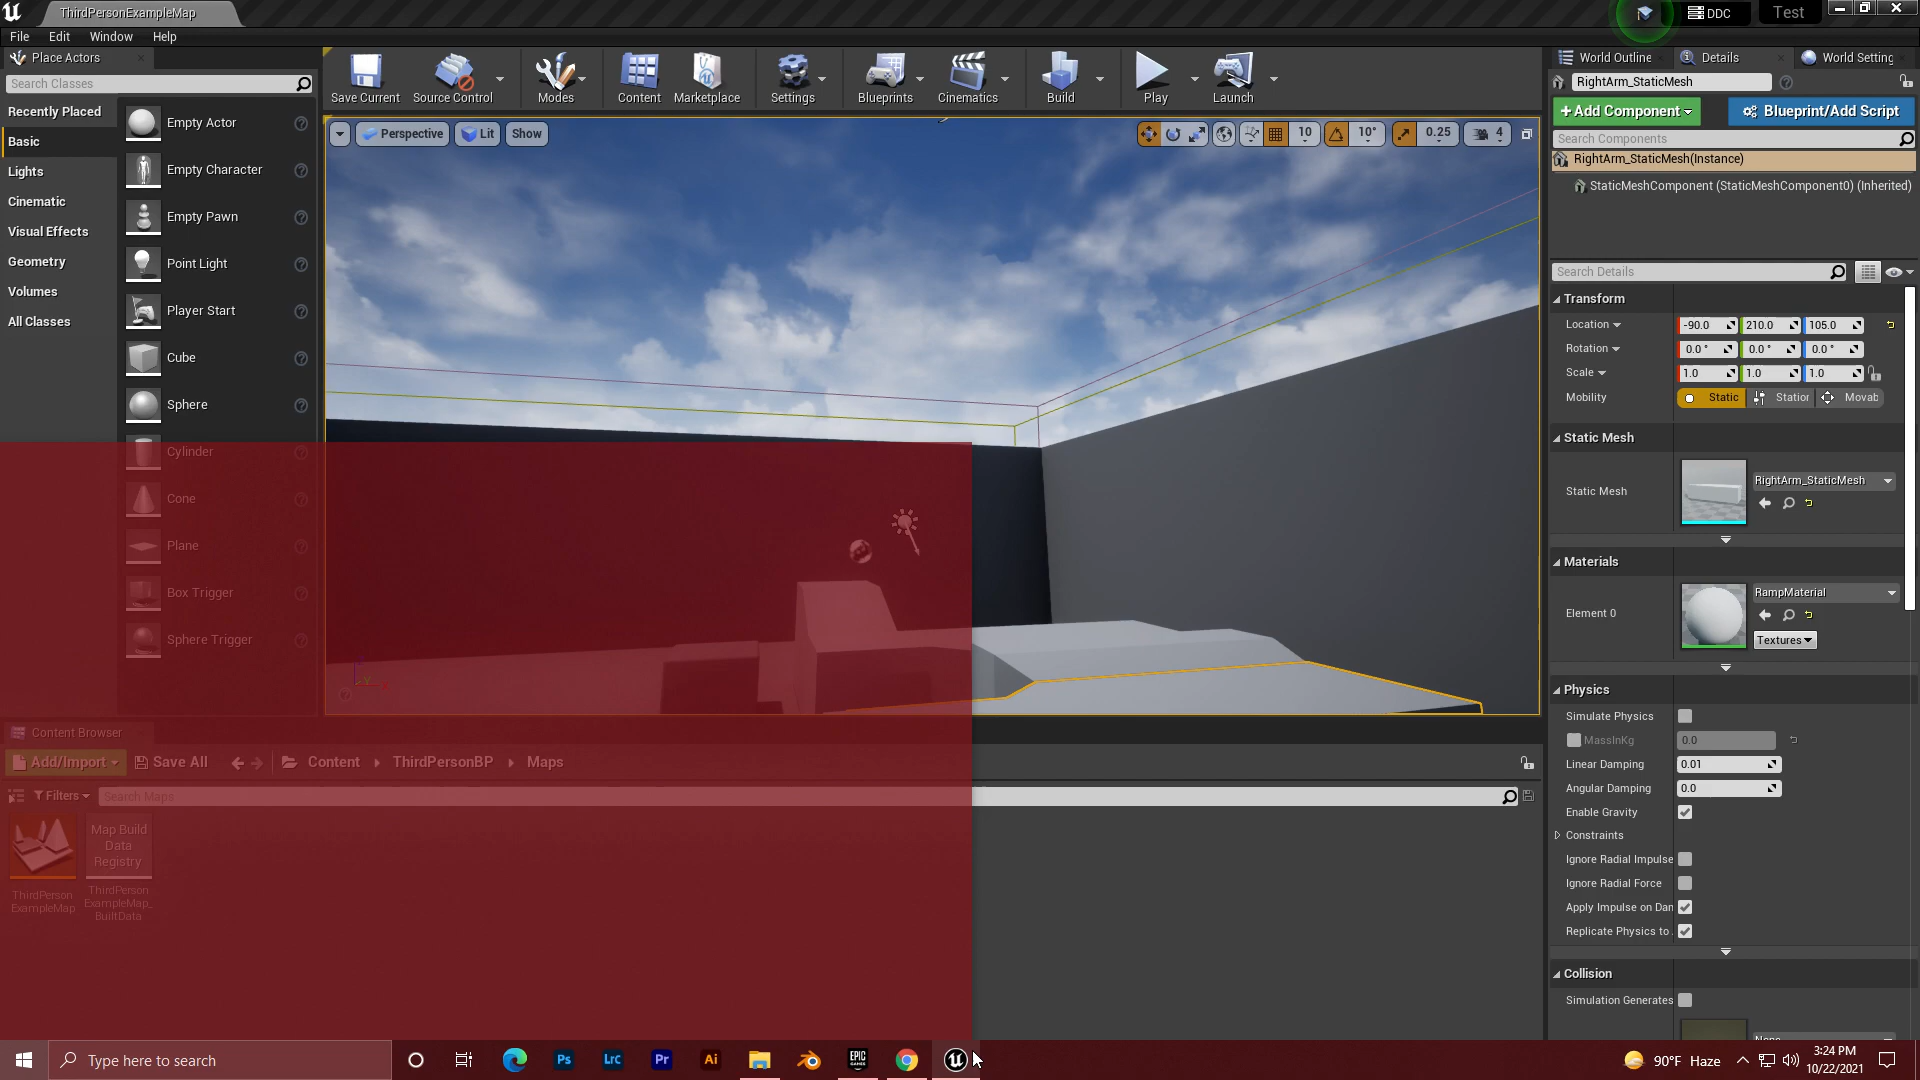 ThirdPersonExampleMap
DDC
Test
File Edit Window Help
Place Actors
Search Classes
Recently Placed
Basic
Lights
Cinematic
Visual Effects
Geometry
Volumes
All Classes
Empty Actor
Empty Character
Empty Pawn
Point Light
Player Start
Cube
Sphere
Cylinder
Cone
Plane
Box Trigger
Sphere Trigger
Save Current
Source Control
Modes
Content
Marketplace
Settings
Blueprints
Cinematics
Build
Play
Launch
Perspective
Lit
Show
10
10°
0.25
4
World Outline
Details
World Setting
RightArm_StaticMesh
+Add Component
Blueprint/Add Script
Search Components
RightArm_StaticMesh(Instance)
StaticMeshComponent (StaticMeshComponent0) (Inherited)
Search Details
Transform
Location -90.0 210.0 105.0
Rotation 0.0° 0.0° 0.0°
Scale 1.0 1.0 1.0
Mobility Static Station Movab
Static Mesh
Static Mesh RightArm_StaticMesh
Materials
Element 0 RampMaterial
Textures
Physics
Simulate Physics
MassInKg 0.0
Linear Damping 0.01
Angular Damping 0.0
Enable Gravity
Constraints
Ignore Radial Impulse
Ignore Radial Force
Apply Impulse on Dam
Replicate Physics to
Collision
Simulation Generates
Content Browser
Add/Import Save All Content ThirdPersonBP Maps
Filters Search Maps
ThirdPerson
ExampleMap
Map Build
Data
Registry
ThirdPerson
ExampleMap_
BuiltData
Type here to search
Ps
Lrc
Pr
Ai
EPIC
GAMES
90°F Haze
3:24 PM
10/22/2021